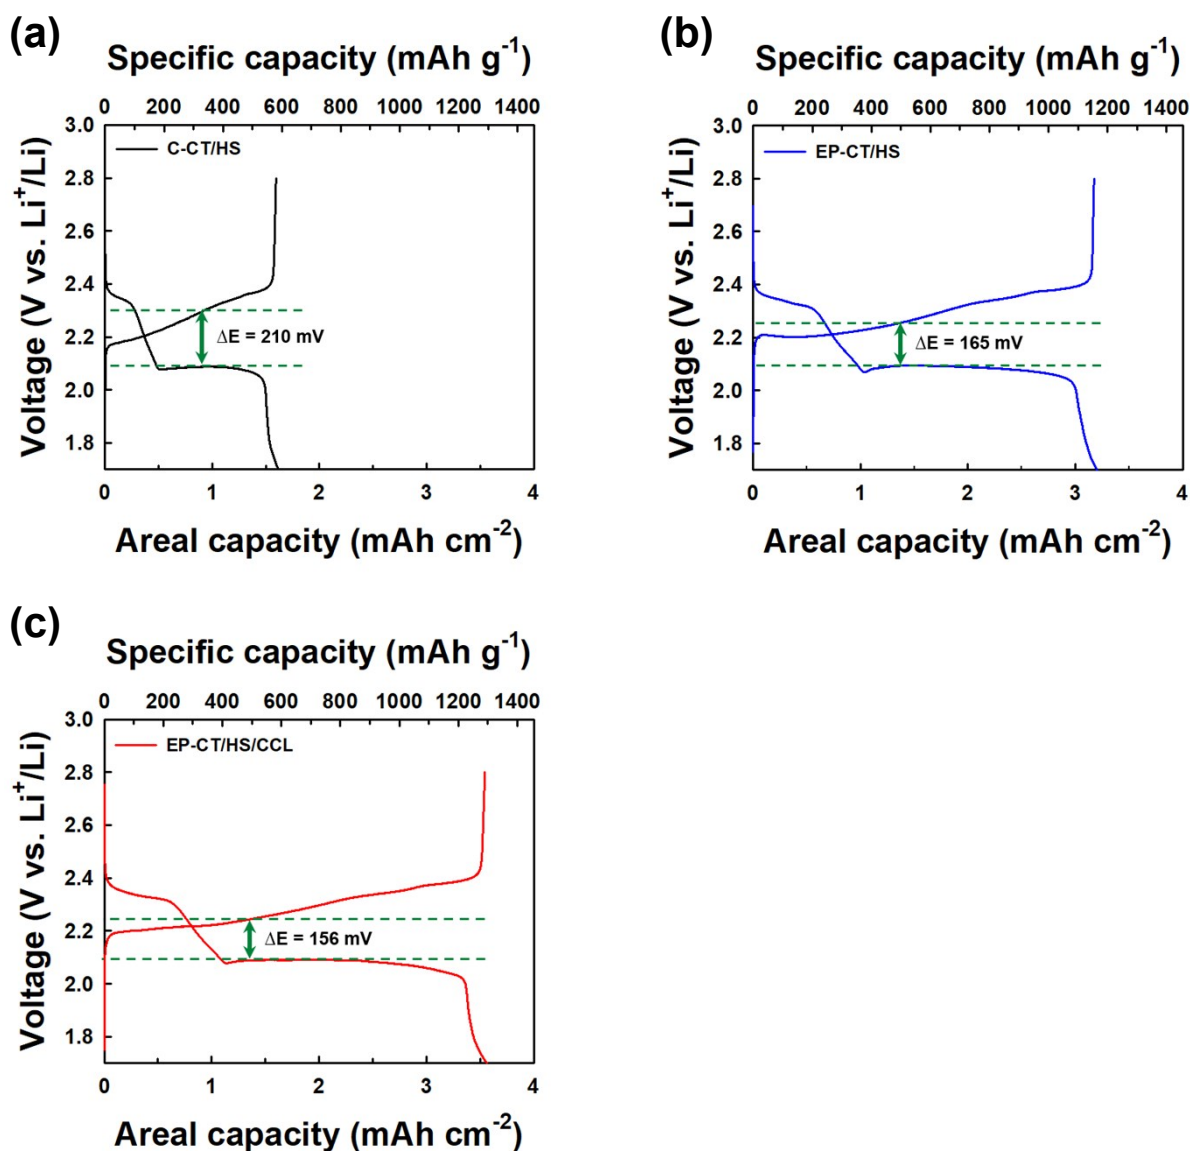 (a)
Specific capacity (mAh g⁻¹)
0 200 400 600 800 1000 1200 1400
3.0
2.8
2.6
2.4
2.2
2.0
1.8
Voltage (V vs. Li⁺/Li)
C-CT/HS
ΔE = 210 mV
0 1 2 3 4
Areal capacity (mAh cm⁻²)
(b)
Specific capacity (mAh g⁻¹)
0 200 400 600 800 1000 1200 1400
3.0
2.8
2.6
2.4
2.2
2.0
1.8
Voltage (V vs. Li⁺/Li)
EP-CT/HS
ΔE = 165 mV
0 1 2 3 4
Areal capacity (mAh cm⁻²)
(c)
Specific capacity (mAh g⁻¹)
0 200 400 600 800 1000 1200 1400
3.0
2.8
2.6
2.4
2.2
2.0
1.8
Voltage (V vs. Li⁺/Li)
EP-CT/HS/CCL
ΔE = 156 mV
0 1 2 3 4
Areal capacity (mAh cm⁻²)